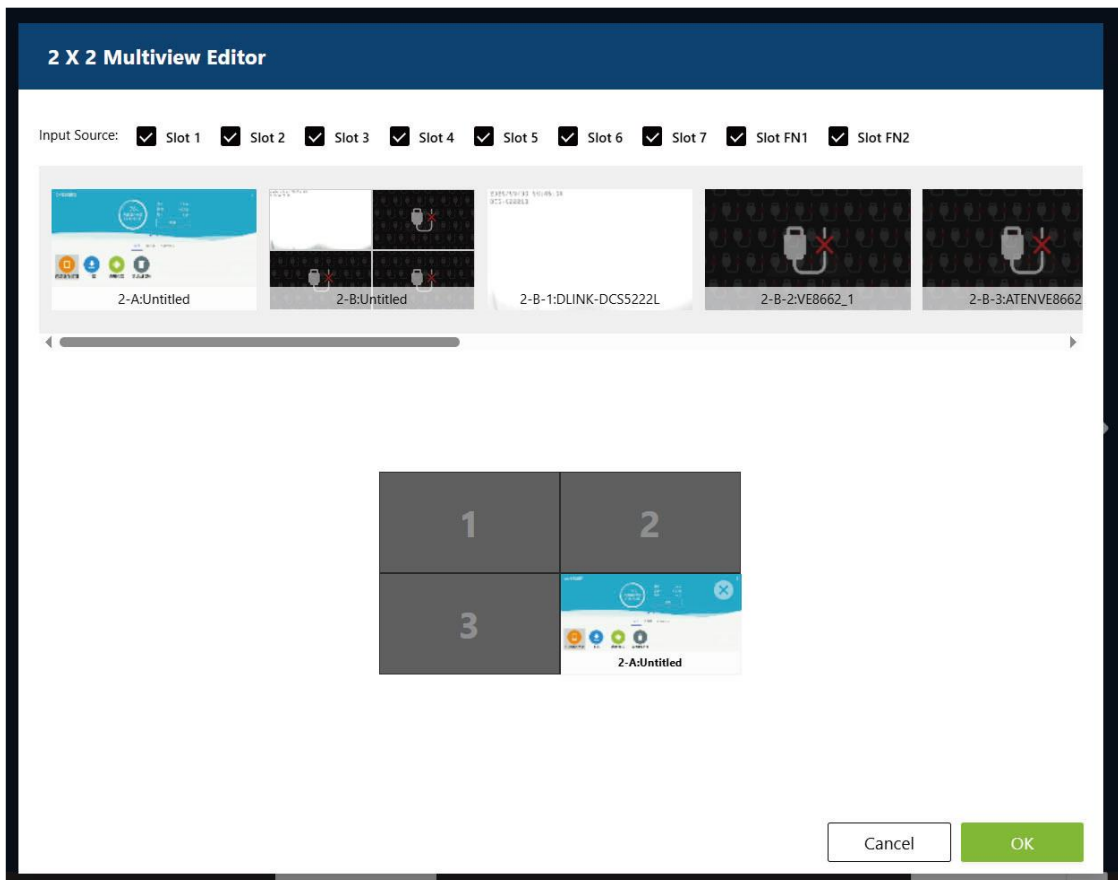 2 X 2 Multiview Editor
Input Source: Slot 1 Slot 2 Slot 3 Slot 4 Slot 5 Slot 6 Slot 7 Slot FN1 Slot FN2
2-A:Untitled 2-B:Untitled 2-B-1:DLINK-DCS5222L 2-B-2:VE8662_1 2-B-3:ATENVE8662
1 2
3
2-A:Untitled
Cancel OK